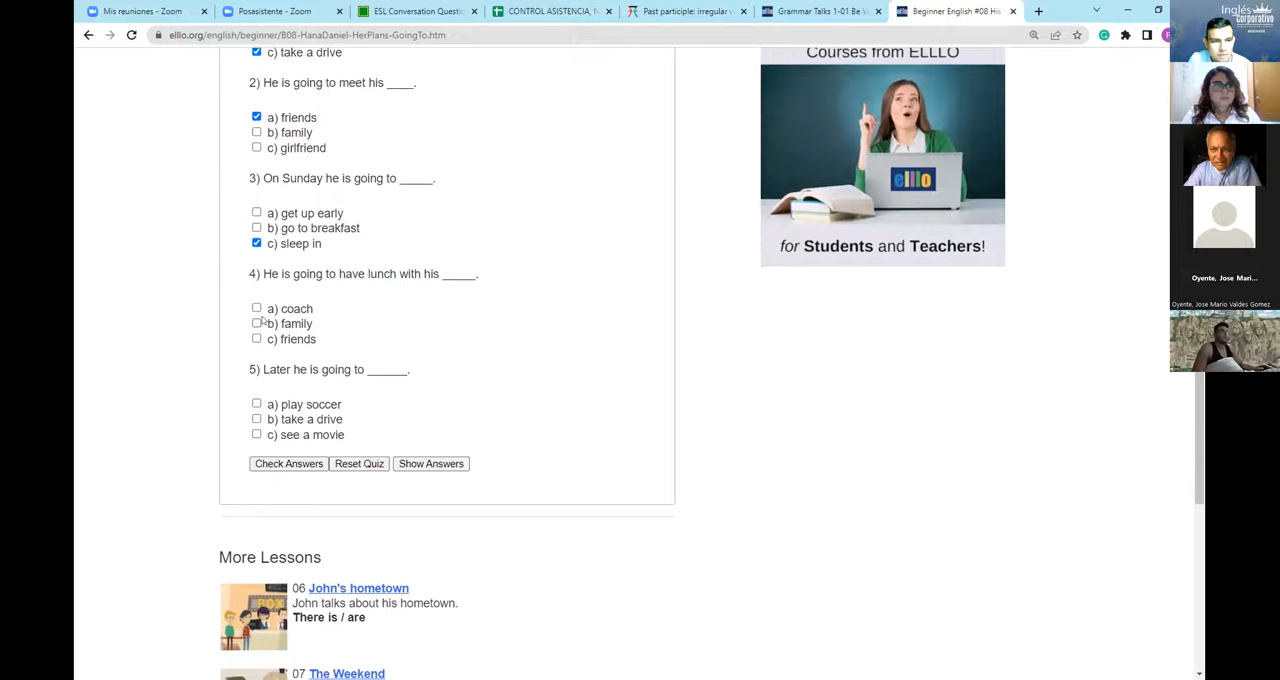 Mis reuniones - Zoom
Posasistente - Zoom
ESL Conversation Questio
CONTROL ASISTENCIA, N
Past participle: irregular v
Grammar Talks 1-01 Be V
Beginner English #08 His
elllo.org/english/beginner/B08-HanaDaniel-HerPlans-GoingTo.htm
c) take a drive
2) He is going to meet his ____.
a) friends
b) family
c) girlfriend
3) On Sunday he is going to _____.
a) get up early
b) go to breakfast
c) sleep in
4) He is going to have lunch with his _____.
a) coach
b) family
c) friends
5) Later he is going to ______.
a) play soccer
b) take a drive
c) see a movie
Check Answers
Reset Quiz
Show Answers
More Lessons
06 John's hometown
John talks about his hometown.
There is / are
07 The Weekend
Courses from ELLLO
elllo
for Students and Teachers!
Inglés
Corporativo
BEGINNER
Oyente, Jose Mari...
Oyente, Jose Mario Valdes Gomez